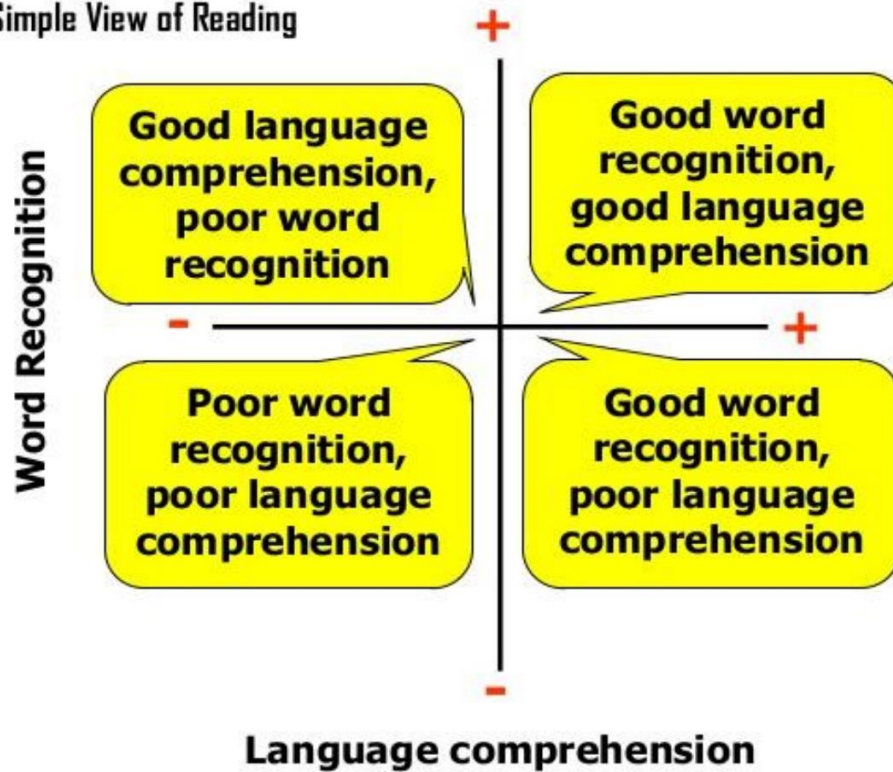 Simple View of Reading
+
Good language
comprehension,
poor word
recognition
Good word
recognition,
good language
comprehension
Word Recognition
-
+
Poor word
recognition,
poor language
comprehension
Good word
recognition,
poor language
comprehension
-
Language comprehension